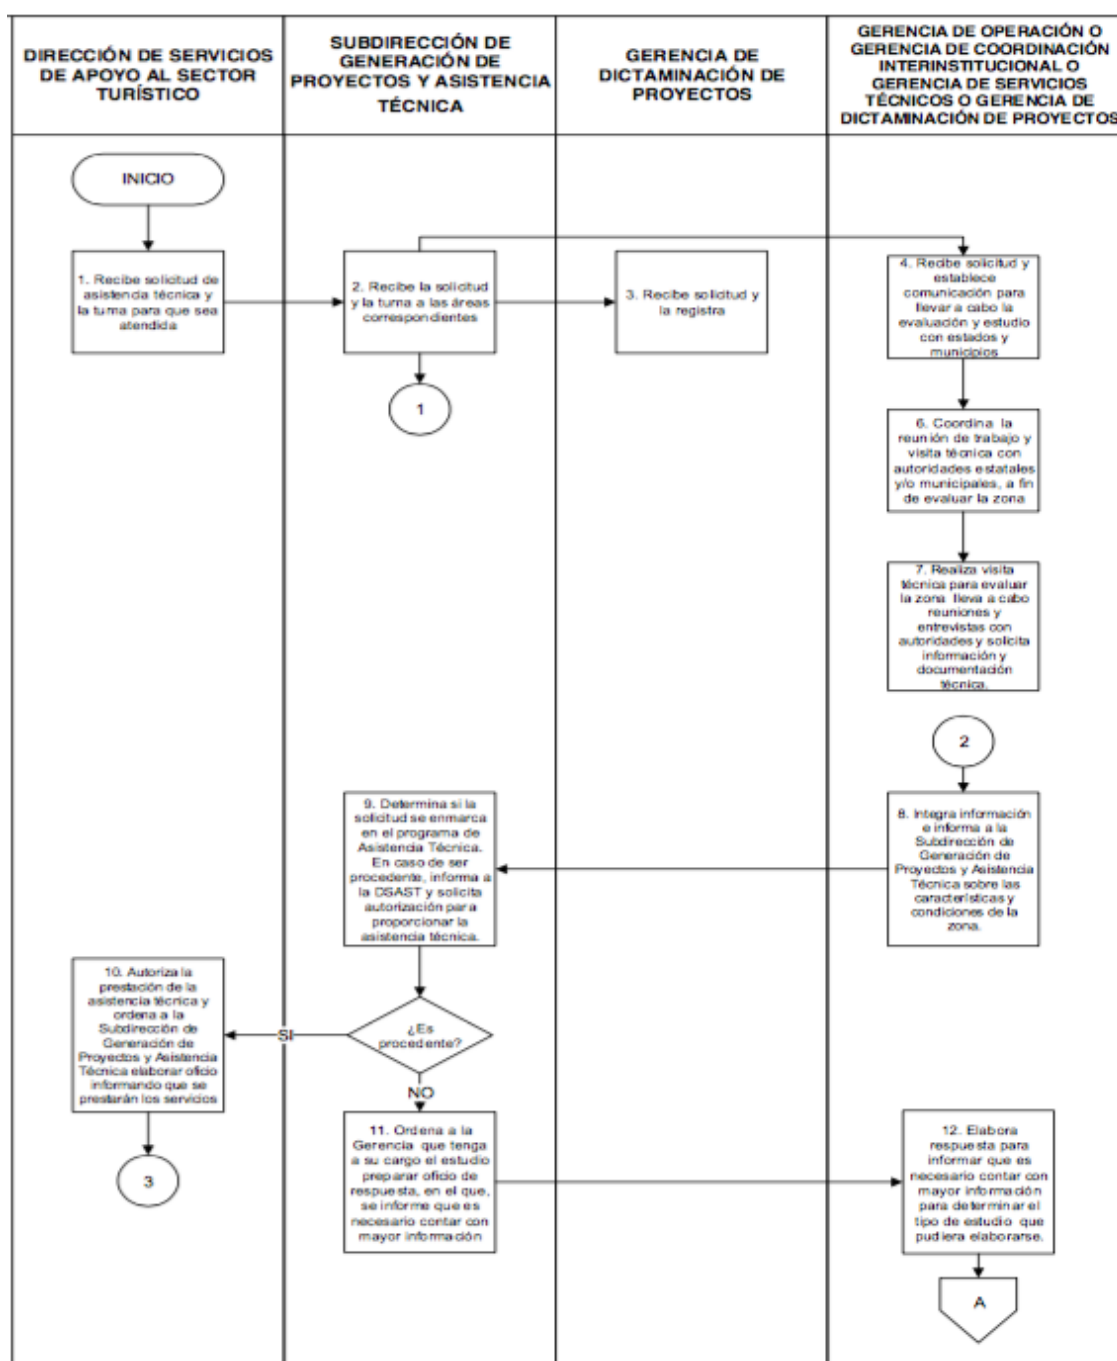 DIRECCIÓN DE SERVICIOS
DE APOYO AL SECTOR
TURÍSTICO
SUBDIRECCIÓN DE
GENERACIÓN DE
PROYECTOS Y ASISTENCIA
TÉCNICA
GERENCIA DE
DICTAMINACIÓN DE
PROYECTOS
GERENCIA DE OPERACIÓN O
GERENCIA DE COORDINACIÓN
INTERINSTITUCIONAL O
GERENCIA DE SERVICIOS
TÉCNICOS O GERENCIA DE
DICTAMINACIÓN DE PROYECTOS
INICIO
1. Recibe solicitud de
asistencia técnica y
la turna para que sea
atendida
2. Recibe la solicitud
y la turna a las áreas
correspondientes
3. Recibe solicitud y
la registra
4. Recibe solicitud y
establece
comunicación para
llevar a cabo la
evaluación y estudio
con estados y
municipios
1
6. Coordina la
reunión de trabajo y
visita técnica con
autoridades estatales
y/o municipales, a fin
de evaluar la zona
7. Realiza visita
técnica para evaluar
la zona lleva a cabo
reuniones y
entrevistas con
autoridades y solicita
información y
documentación
técnica.
2
8. Integra información
e informa a la
Subdirección de
Generación de
Proyectos y Asistencia
Técnica sobre las
características y
condiciones de la
zona.
9. Determina si la
solicitud se enmarca
en el programa de
Asistencia Técnica.
En caso de ser
procedente, informa a
la DSAST y solicita
autorización para
proporcionar la
asistencia técnica.
¿Es
procedente?
SI
NO
10. Autoriza la
prestación de la
asistencia técnica y
ordena a la
Subdirección de
Generación de
Proyectos y Asistencia
Técnica elaborar oficio
informando que se
prestarán los servicios
3
11. Ordena a la
Gerencia que tenga
a su cargo el estudio
preparar oficio de
respuesta, en el que,
se informe que es
necesario contar con
mayor información
12. Elabora
respuesta para
informar que es
necesario contar con
mayor información
para determinar el
tipo de estudio que
pudiera elaborarse.
A